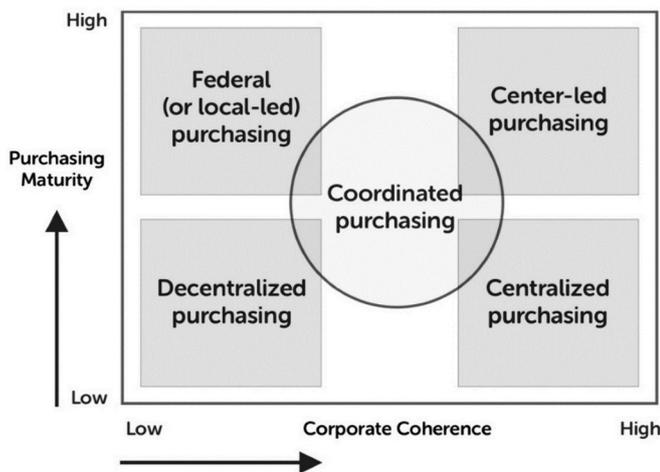 High
Federal
(or local-led)
purchasing
Center-led
purchasing
Purchasing
Maturity
Coordinated
purchasing
Decentralized
purchasing
Centralized
purchasing
Low
Low
Corporate Coherence
High